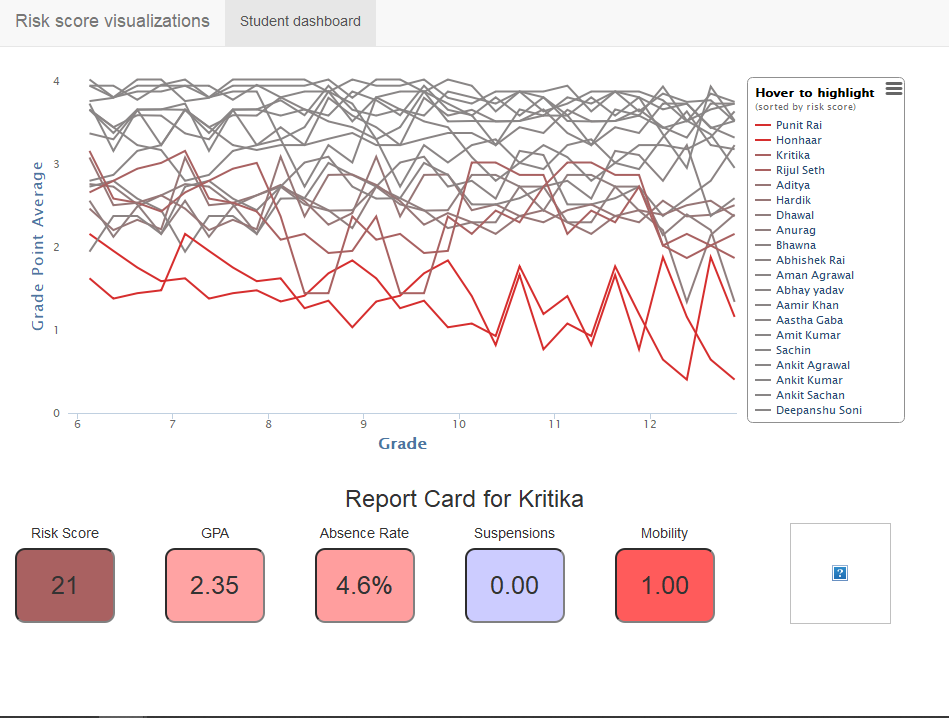 Risk score visualizations
Student dashboard
4
3
2
1
0
Grade Point Average
6 7 8 9 10 11 12
Grade
Hover to highlight
(sorted by risk score)
Punit Rai
Honhaar
Kritika
Rijul Seth
Aditya
Hardik
Dhawal
Anurag
Bhawna
Abhishek Rai
Aman Agrawal
Abhay yadav
Aamir Khan
Aastha Gaba
Amit Kumar
Sachin
Ankit Agrawal
Ankit Kumar
Ankit Sachan
Deepanshu Soni
Report Card for Kritika
Risk Score GPA Absence Rate Suspensions Mobility
21 2.35 4.6% 0.00 1.00
?